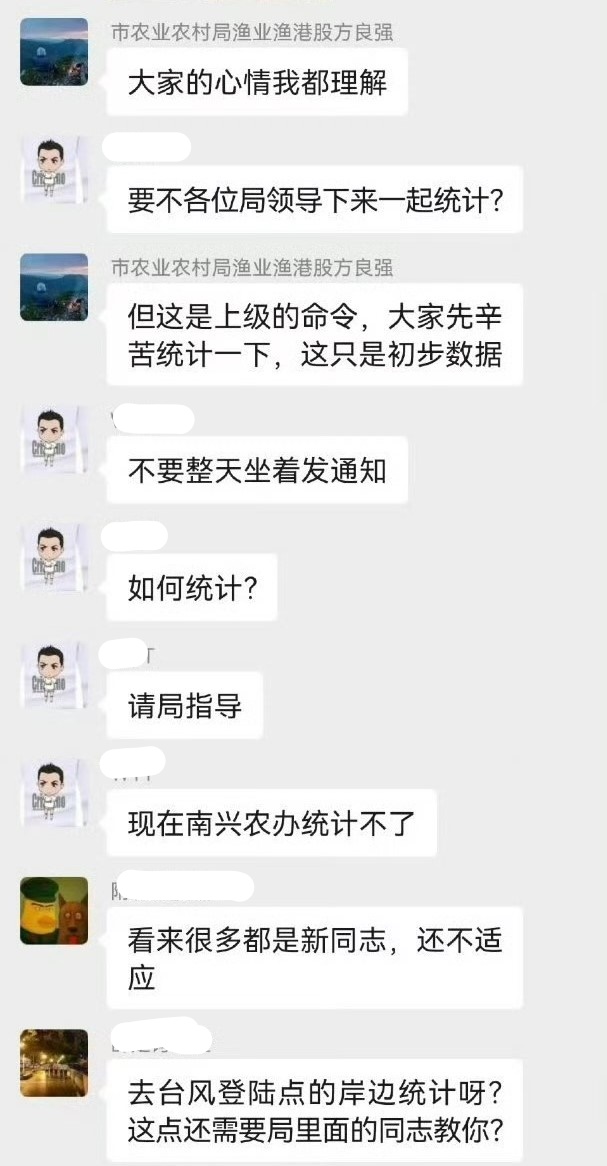 市农业农村局渔业渔港股方良强
大家的心情我都理解
要不各位局领导下来一起统计？
市农业农村局渔业渔港股方良强
但这是上级的命令，大家先辛
苦统计一下，这只是初步数据
不要整天坐着发通知
如何统计？
请局指导
现在南兴农办统计不了
看来很多都是新同志，还不适
应
去台风登陆点的岸边统计呀？
这点还需要局里面的同志教你？